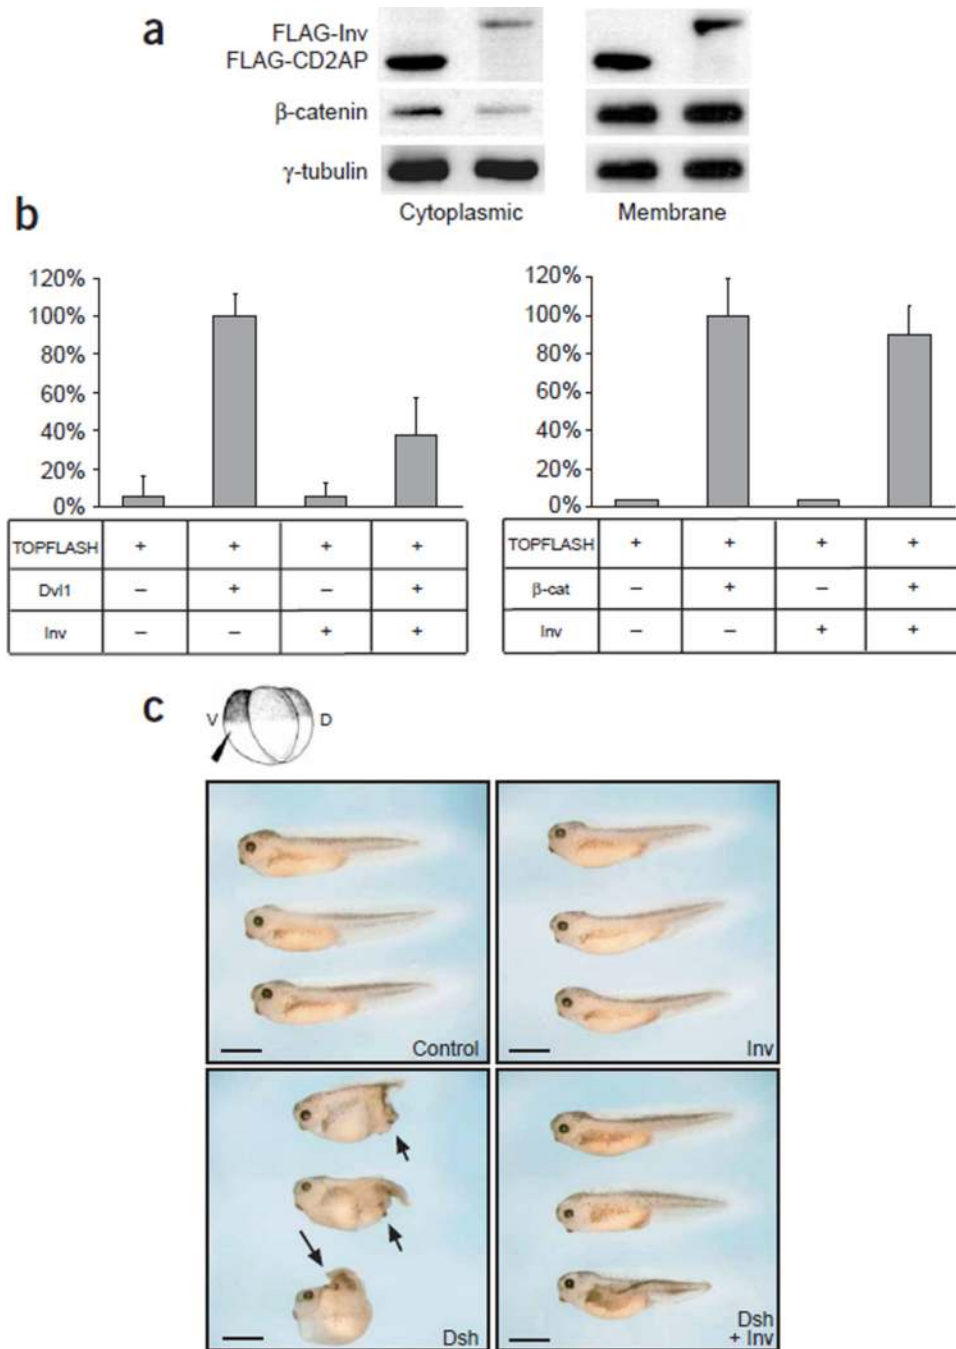 a
FLAG-Inv
FLAG-CD2AP
β-catenin
γ-tubulin
Cytoplasmic
Membrane
b
120%
100%
80%
60%
40%
20%
0%
TOPFLASH + + + +
Dvl1 – + – +
Inv – – + +
120%
100%
80%
60%
40%
20%
0%
TOPFLASH + + + +
β-cat – + – +
Inv – – + +
c
V D
Control
Inv
Dsh
Dsh
+ Inv